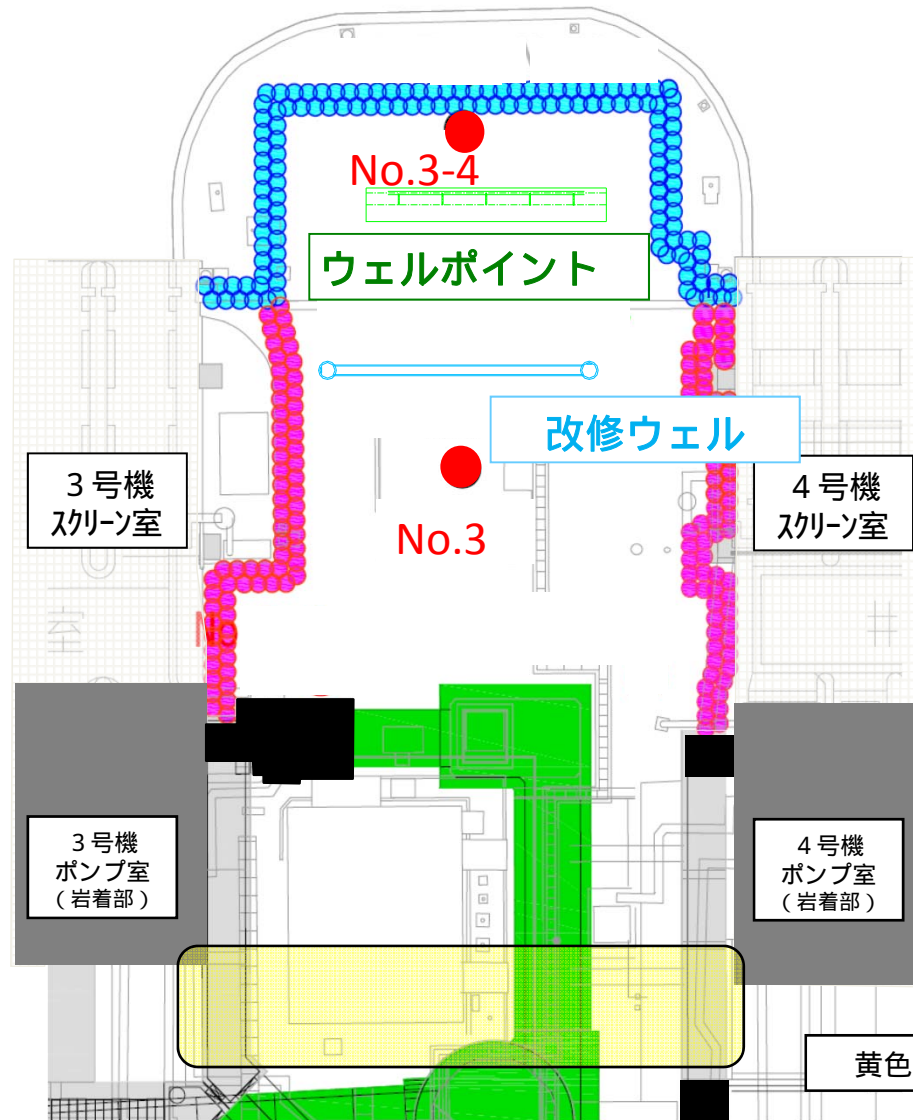 No.3-4
ウェルポイント
改修ウェル
３号機
スクリーン室
４号機
スクリーン室
No.3
No
３号機
ポンプ室
（岩着部）
４号機
ポンプ室
（岩着部）
黄色